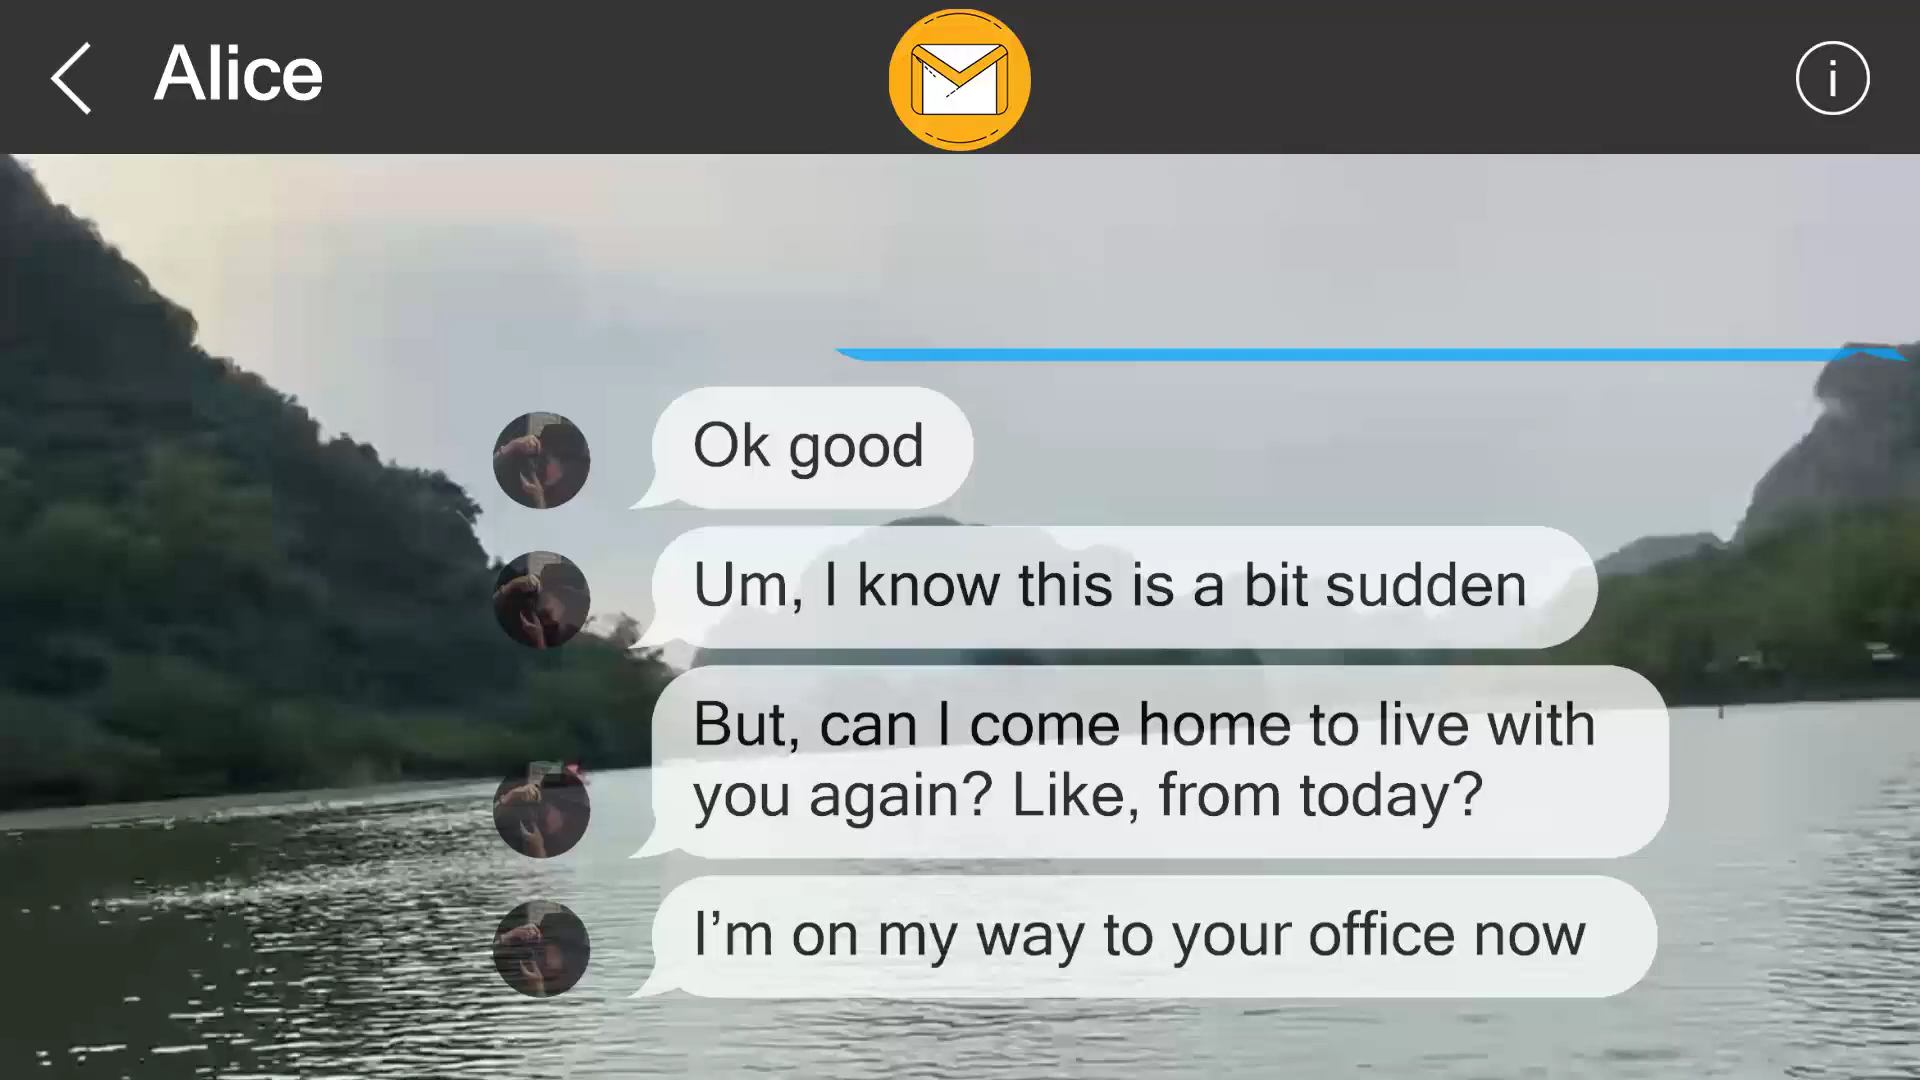 Alice
Ok good
Um, I know this is a bit sudden
But, can I come home to live with
you again? Like, from today?
I’m on my way to your office now